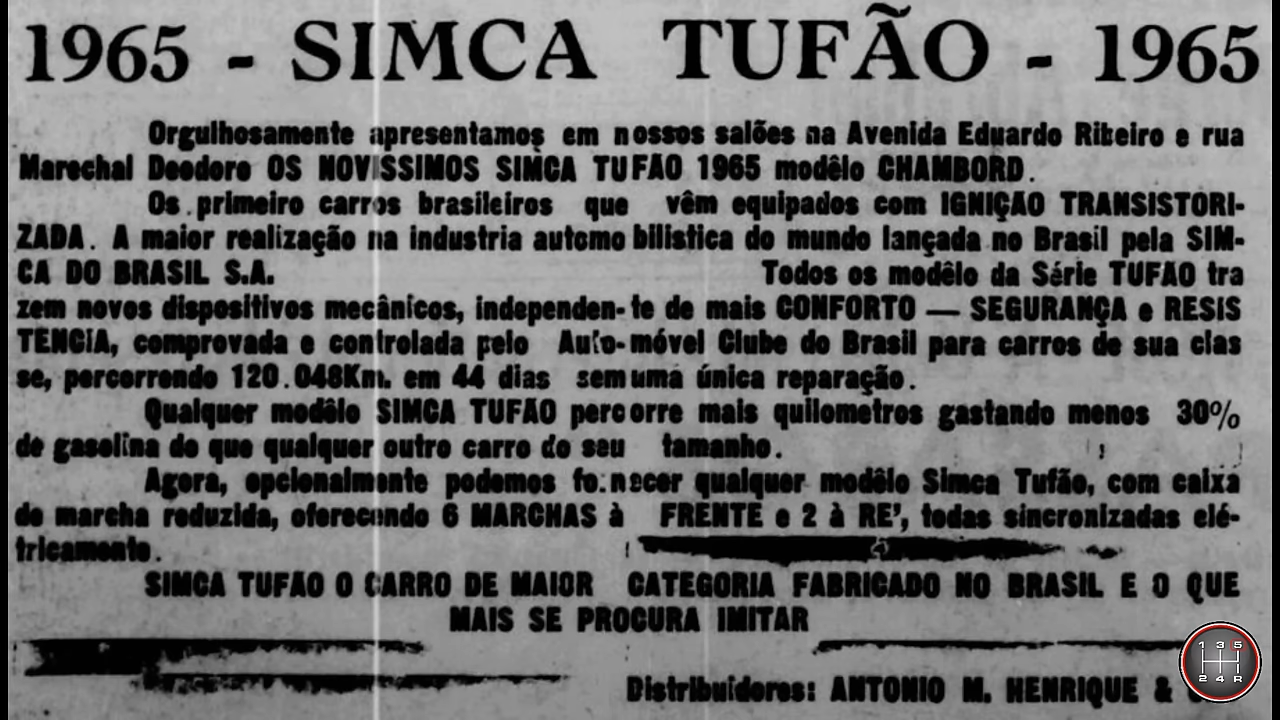 1965 - SIMCA TUFÃO - 1965
Orgulhosamente apresentamos em nossos salões na Avenida Eduardo Ribeiro e rua
Marechal Deodoro OS NOVISSIMOS SIMCA TUFAO 1965 modêlo CHAMBORD.
Os primeiro carros brasileiros que vêm equipados com IGNIÇÃO TRANSISTORI-
ZADA. A maior realização na industria automo bilistica do mundo lançada no Brasil pela SIM-
CA DO BRASIL S.A. Todos os modêlo da Série TUFAO tra
zem novos dispositivos mecânicos, independen-te de mais CONFORTO — SEGURANÇA e RESIS
TENCIA, comprovada e controlada pelo Auto-móvel Clube do Brasil para carros de sua clas
se, percorrendo 120.048Km. em 44 dias sem uma única reparação.
Qualquer modêlo SIMCA TUFÃO percorre mais quilometros gastando menos 30%
de gasolina do que qualquer outro carro do seu tamanho.
Agora, opcionalmente podemos fornecer qualquer modêlo Simca Tufão, com caixa
de marcha reduzida, oferecendo 6 MARCHAS à FRENTE e 2 à RE', todas sincronizadas elé-
tricamente.
SIMCA TUFAO O CARRO DE MAIOR CATEGORIA FABRICADO NO BRASIL E O QUE
MAIS SE PROCURA IMITAR
Distribuidores: ANTONIO M. HENRIQUE &
1 3 5
2 4 R